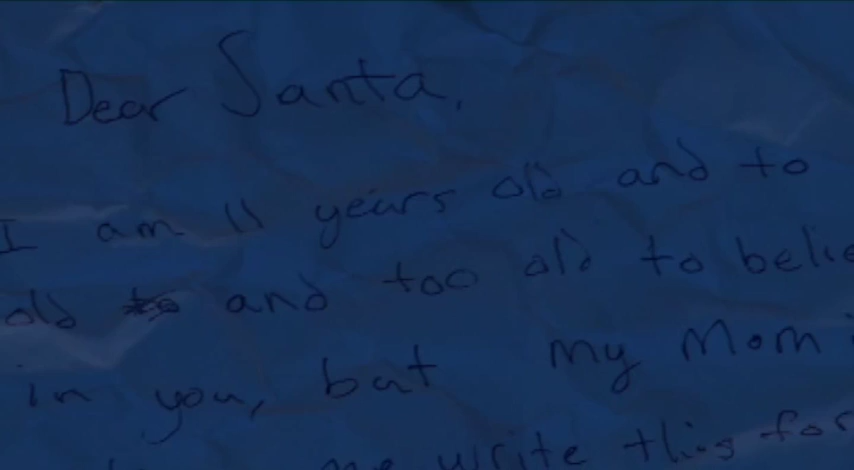 Dear Santa,
I am 11 years old and to
old to and too old to belie
in you, but my Mom i
me write this for